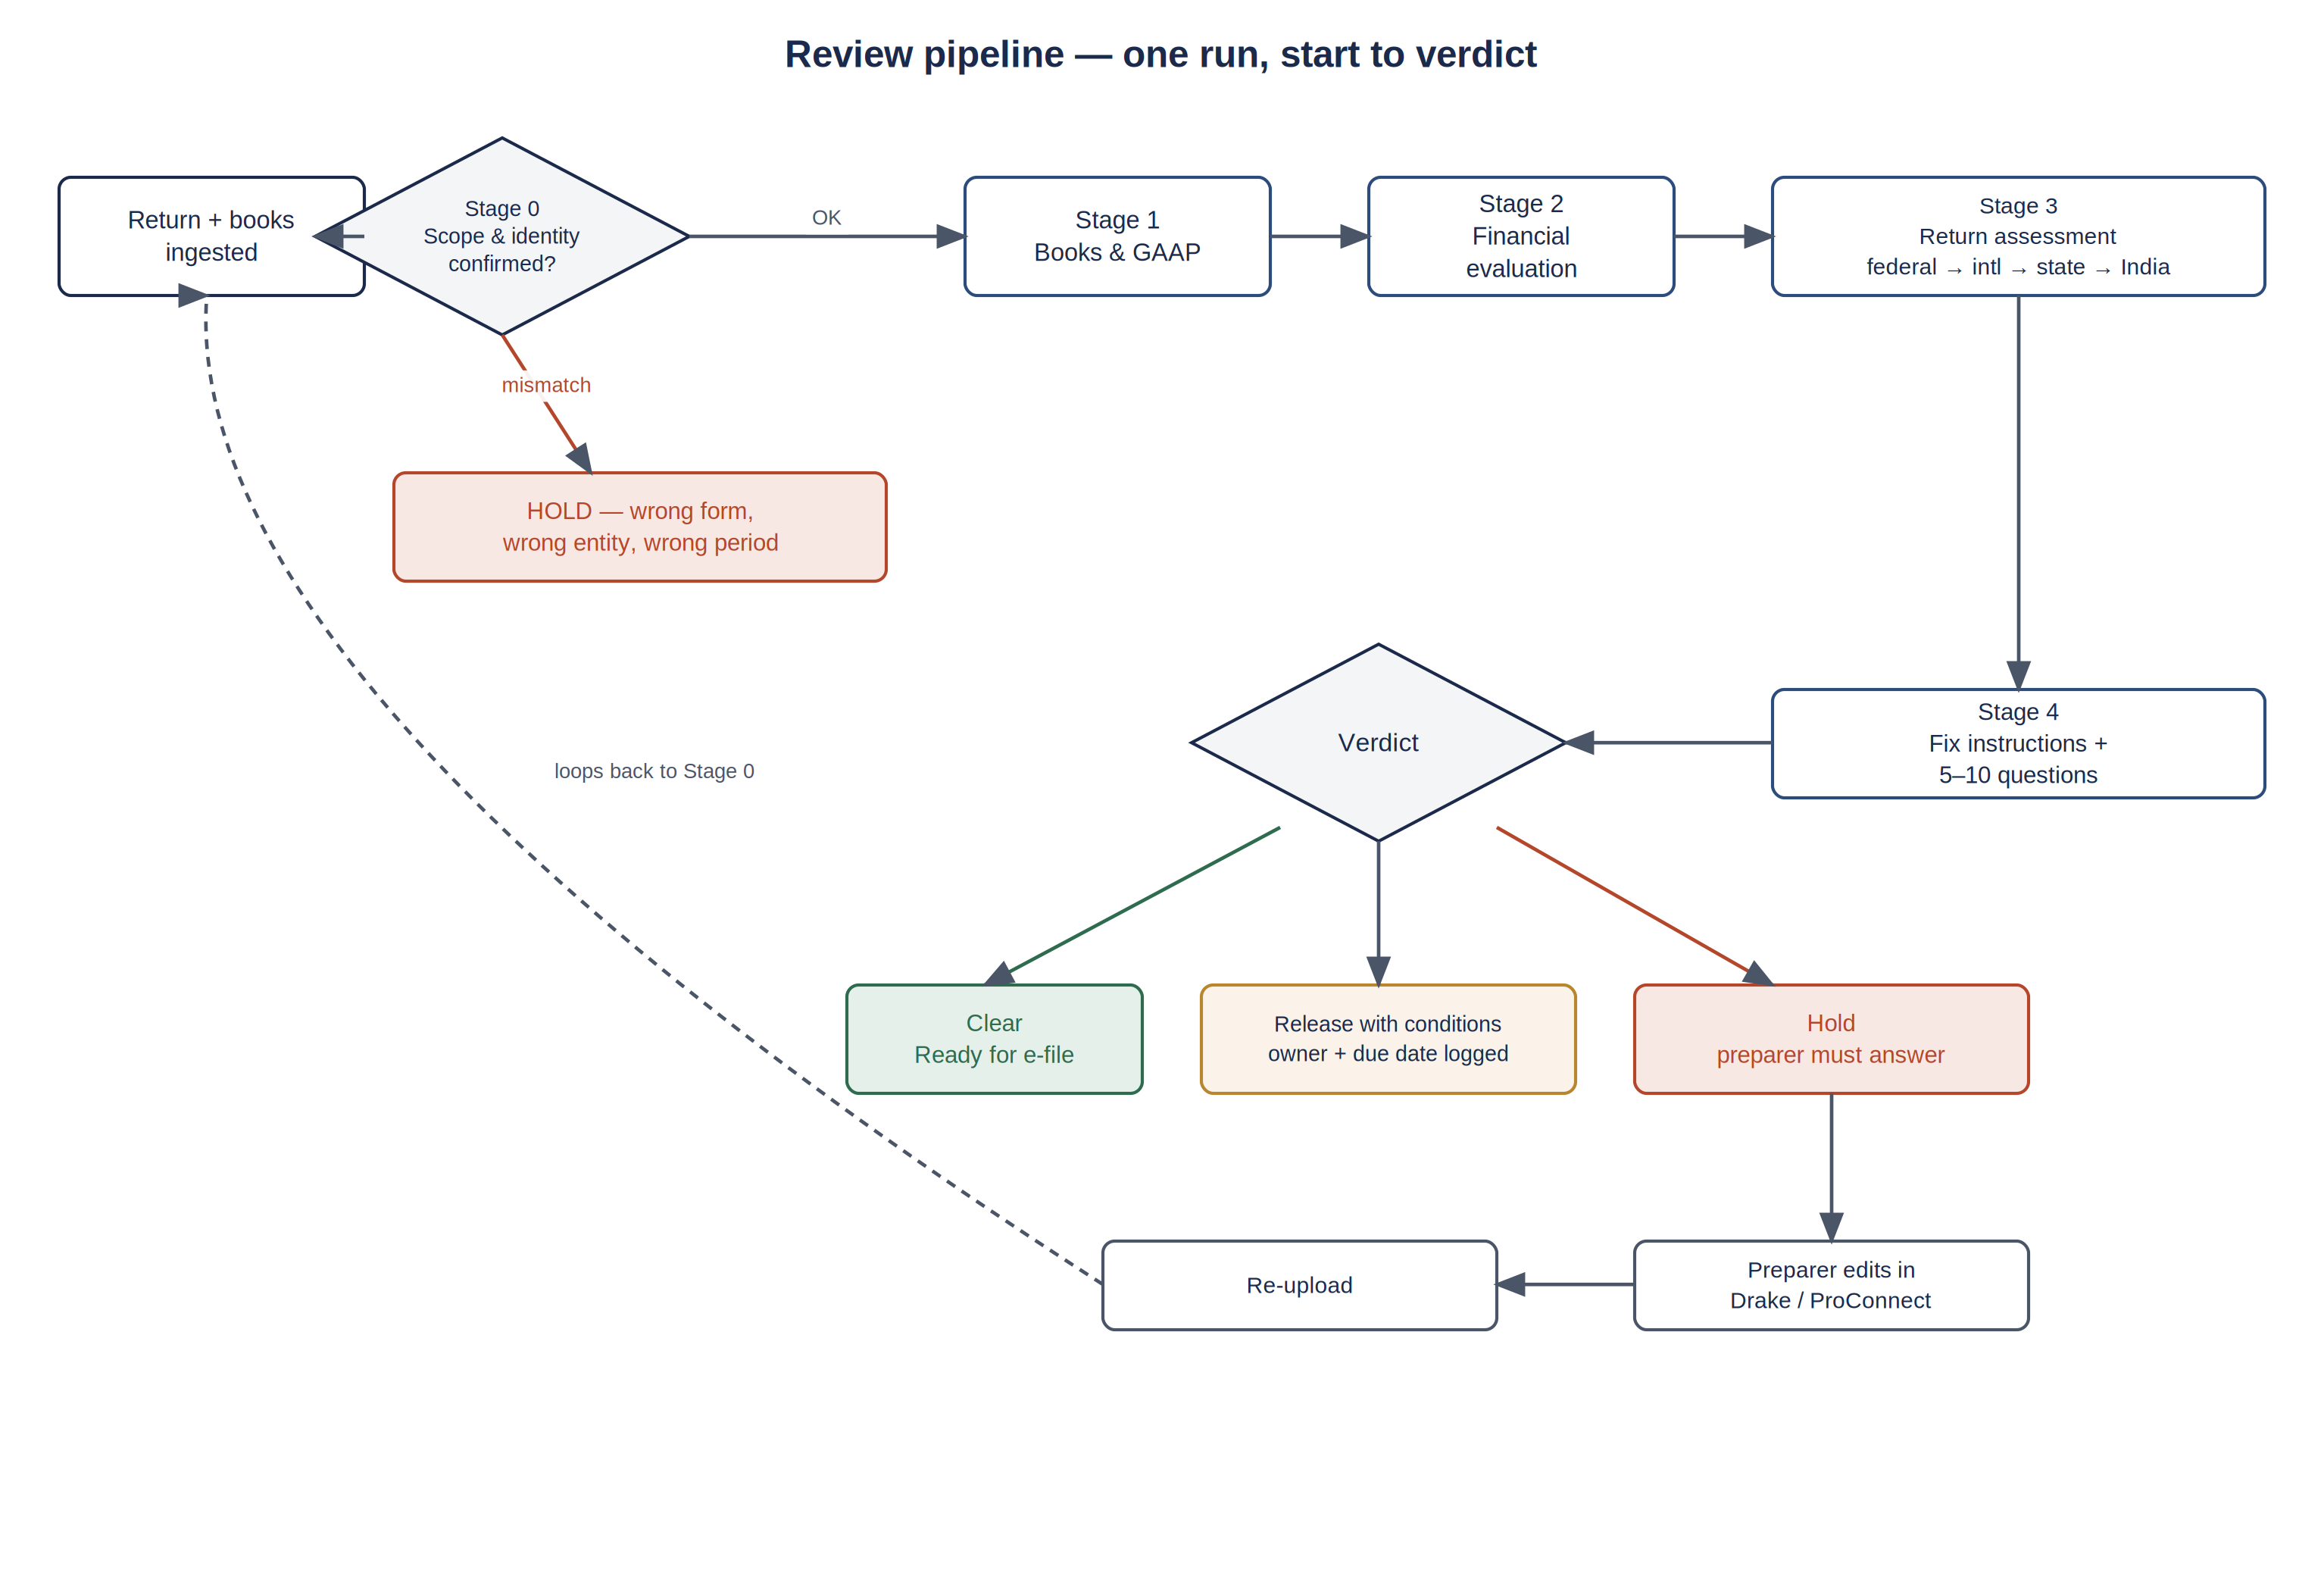 Review pipeline — one run, start to verdict
Return + books
ingested
Stage 0
Scope & identity
confirmed?
OK
Stage 1
Books & GAAP
Stage 2
Financial
evaluation
Stage 3
Return assessment
federal → intl → state → India
mismatch
HOLD — wrong form,
wrong entity, wrong period
Verdict
Stage 4
Fix instructions +
5–10 questions
loops back to Stage 0
Clear
Ready for e-file
Release with conditions
owner + due date logged
Hold
preparer must answer
Re-upload
Preparer edits in
Drake / ProConnect